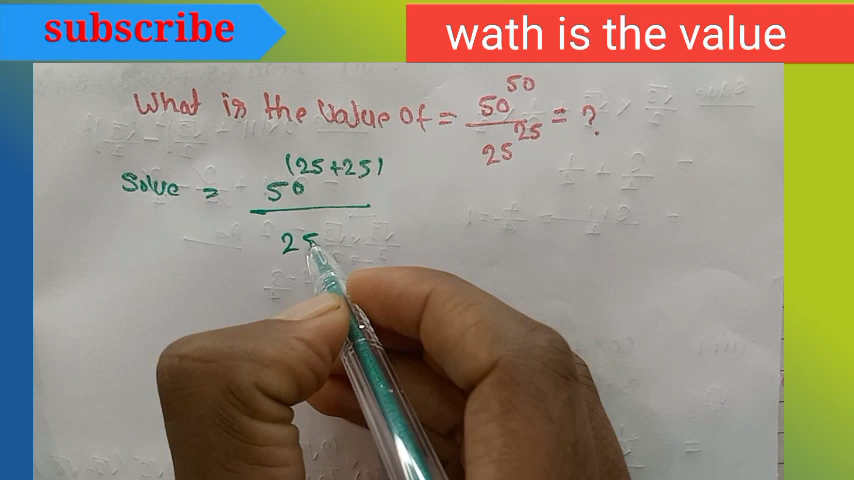 subscribe
wath is the value
What is the value of = 50^50 / 25^25 = ?
Solve = 50^(25+25) / 25